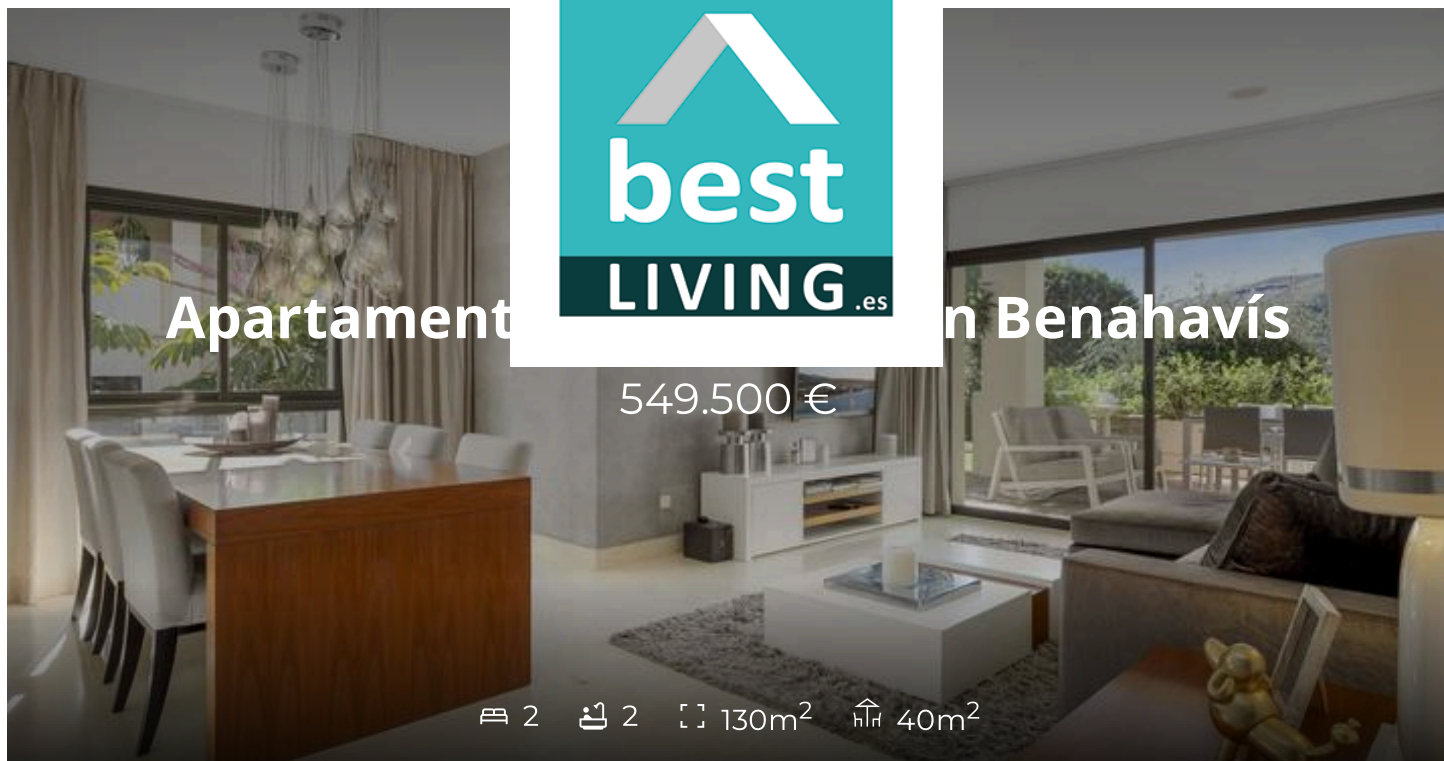 best
LIVING.es
Apartament n Benahavís
549.500 €
2 2 130m² 40m²